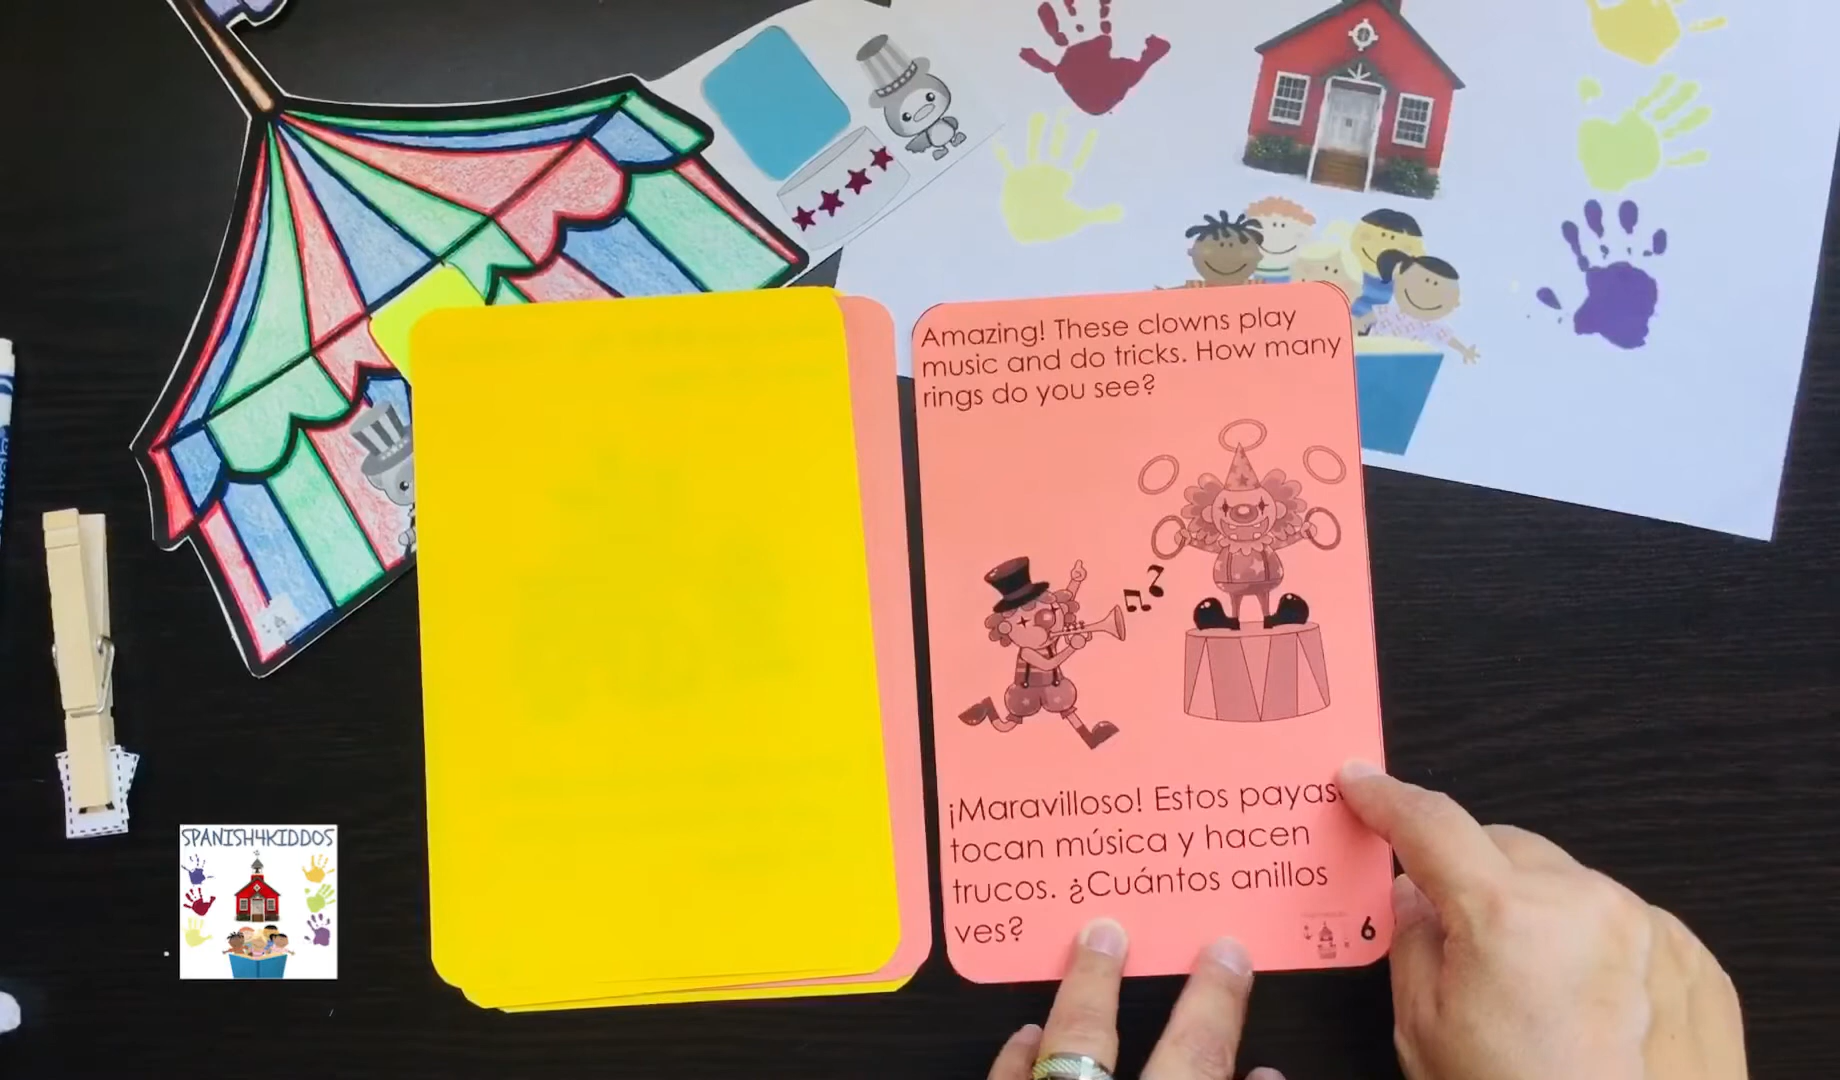 Amazing! These clowns play
music and do tricks. How many
rings do you see?
¡Maravilloso! Estos
tocan música y hacen
trucos. ¿Cuántos anillos
ves?
6
SPANISH4KIDDOS